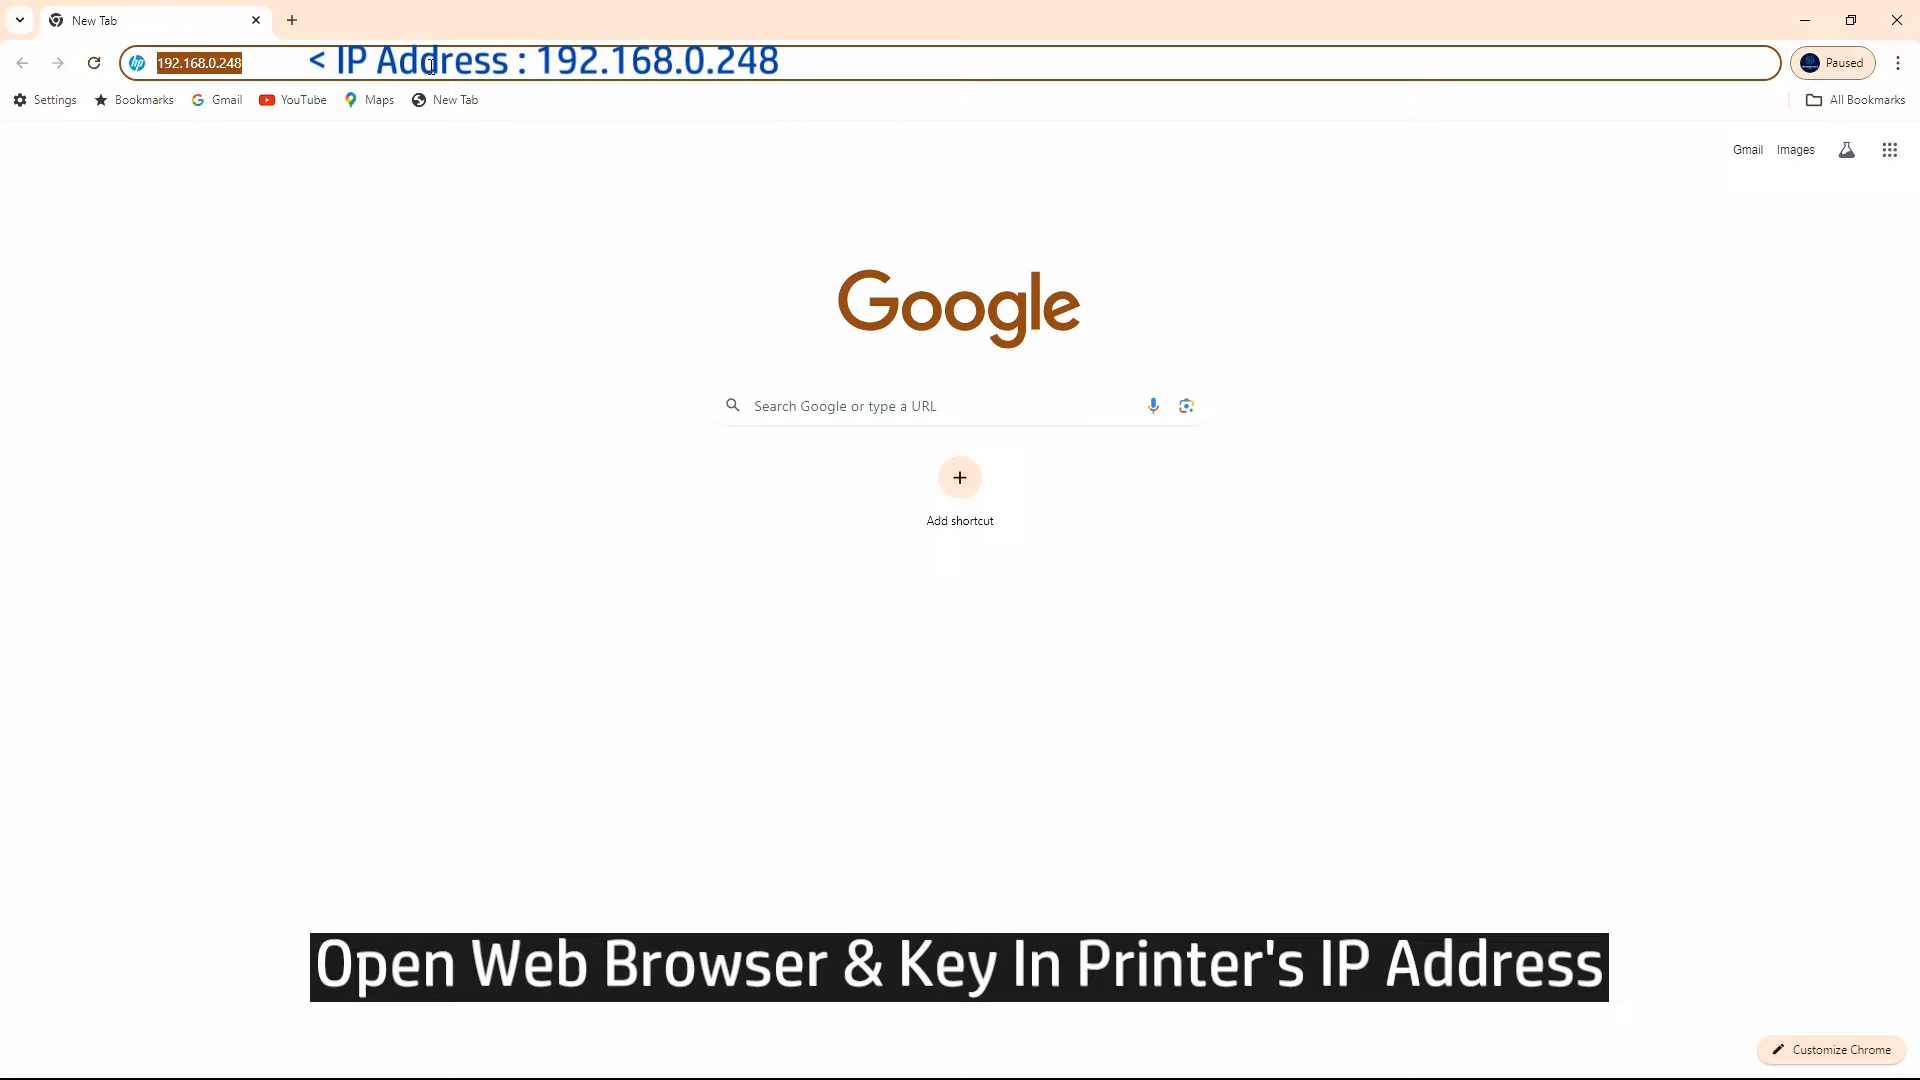 New Tab
192.168.0.248
< IP Address : 192.168.0.248
Paused
Settings
Bookmarks
Gmail
YouTube
Maps
New Tab
All Bookmarks
Gmail
Images
Google
Search Google or type a URL
Add shortcut
Open Web Browser & Key In Printer's IP Address
Customize Chrome